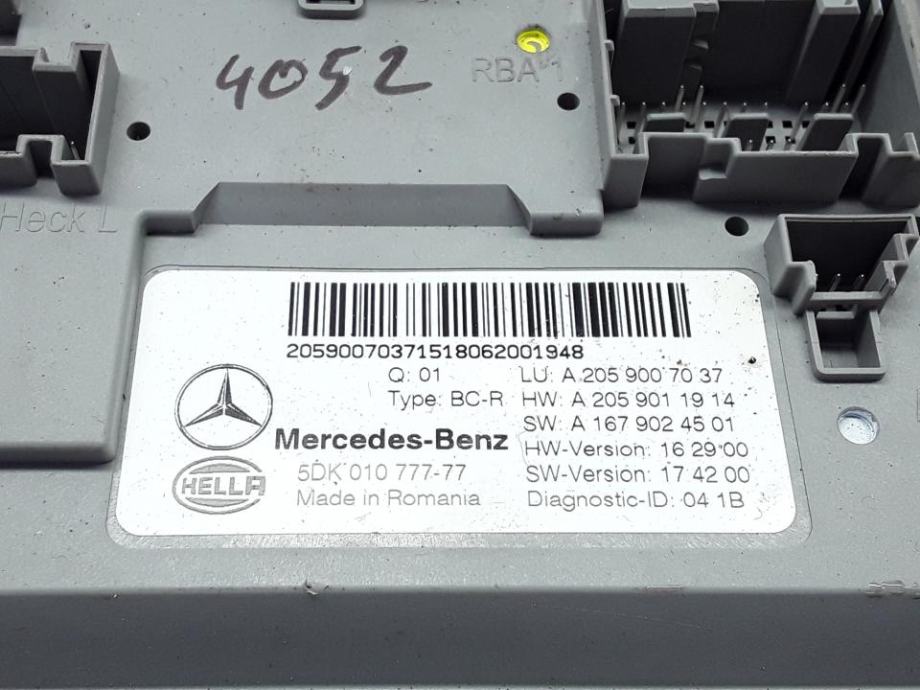 4052
RBA 1
Heck L
20590070371518062001948
Q: 01
LU: A 205 900 70 37
Type: BC-R
HW: A 205 901 19 14
SW: A 167 902 45 01
Mercedes-Benz
HW-Version: 16 29 00
HELLA
5DK 010 777-77
SW-Version: 17 42 00
Made in Romania
Diagnostic-ID: 04 1B